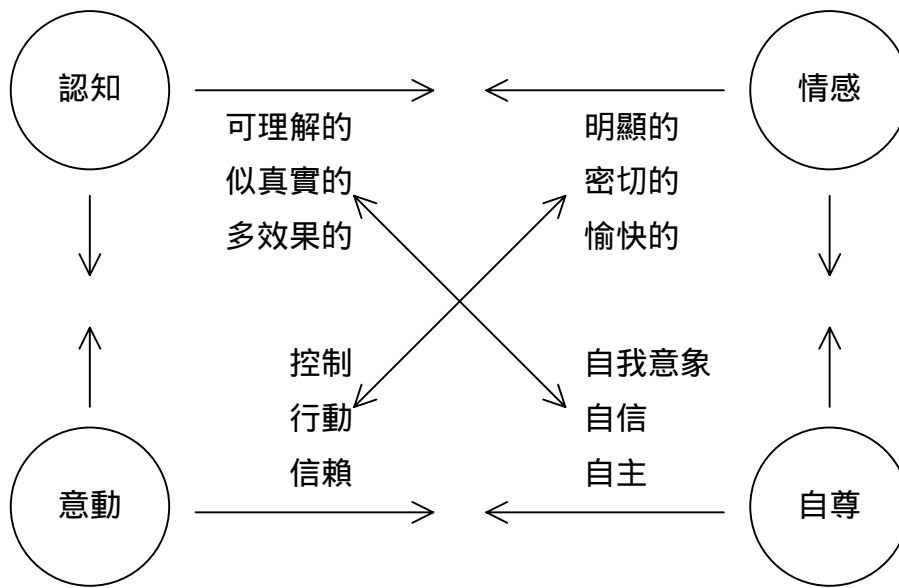 認知
情感
可理解的
似真實的
多效果的
明顯的
密切的
愉快的
控制
行動
信賴
自我意象
自信
自主
意動
自尊